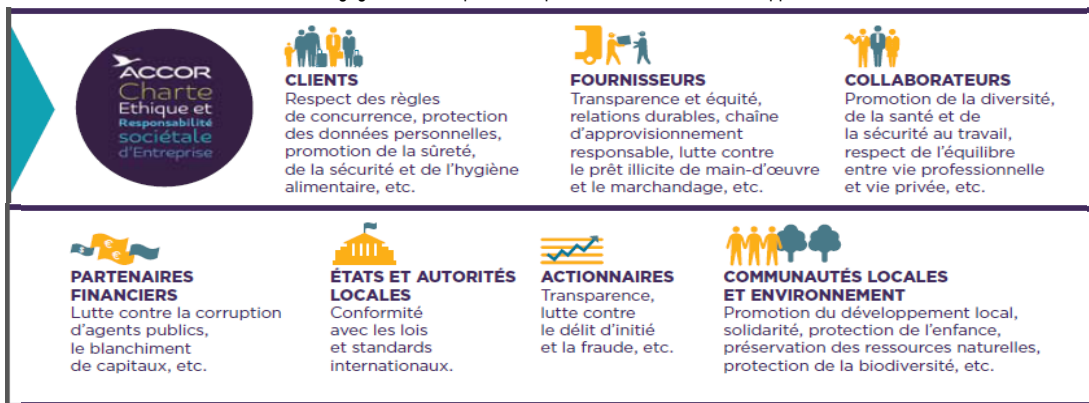 ACCOR
Charte
Ethique et
Responsabilité
sociétale
d'Entreprise
CLIENTS
Respect des règles
de concurrence, protection
des données personnelles,
promotion de la sûreté,
de la sécurité et de l'hygiène
alimentaire, etc.
FOURNISSEURS
Transparence et équité,
relations durables, chaîne
d'approvisionnement
responsable, lutte contre
le prêt illicite de main-d'œuvre
et le marchandage, etc.
COLLABORATEURS
Promotion de la diversité,
de la santé et de
la sécurité au travail,
respect de l'équilibre
entre vie professionnelle
et vie privée, etc.
PARTENAIRES
FINANCIERS
Lutte contre la corruption
d'agents publics,
le blanchiment
de capitaux, etc.
ÉTATS ET AUTORITÉS
LOCALES
Conformité
avec les lois
et standards
internationaux.
ACTIONNAIRES
Transparence,
lutte contre
le délit d'initié
et la fraude, etc.
COMMUNAUTÉS LOCALES
ET ENVIRONNEMENT
Promotion du développement local,
solidarité, protection de l'enfance,
préservation des ressources naturelles,
protection de la biodiversité, etc.